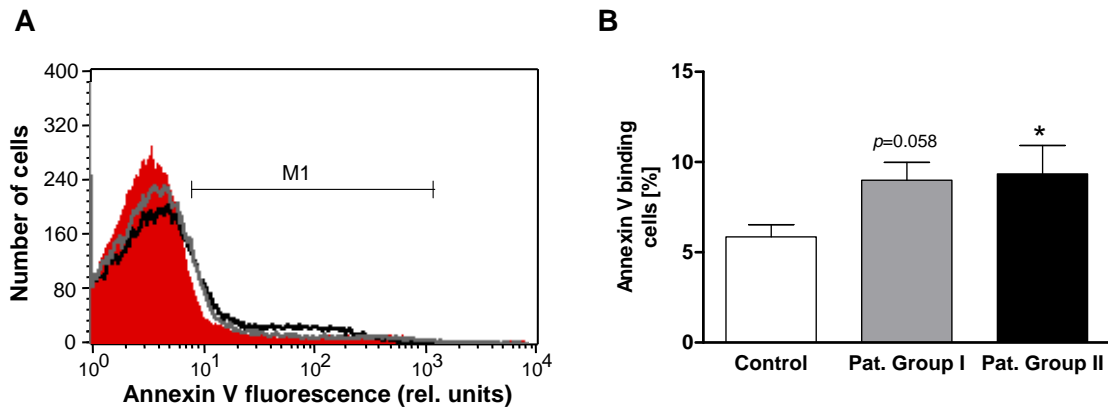 A
Number of cells
400
320
240
160
80
0
M1
10^0 10^1 10^2 10^3 10^4
Annexin V fluorescence (rel. units)
B
Annexin V binding
cells [%]
15
10
5
0
p=0.058
*
Control Pat. Group I Pat. Group II